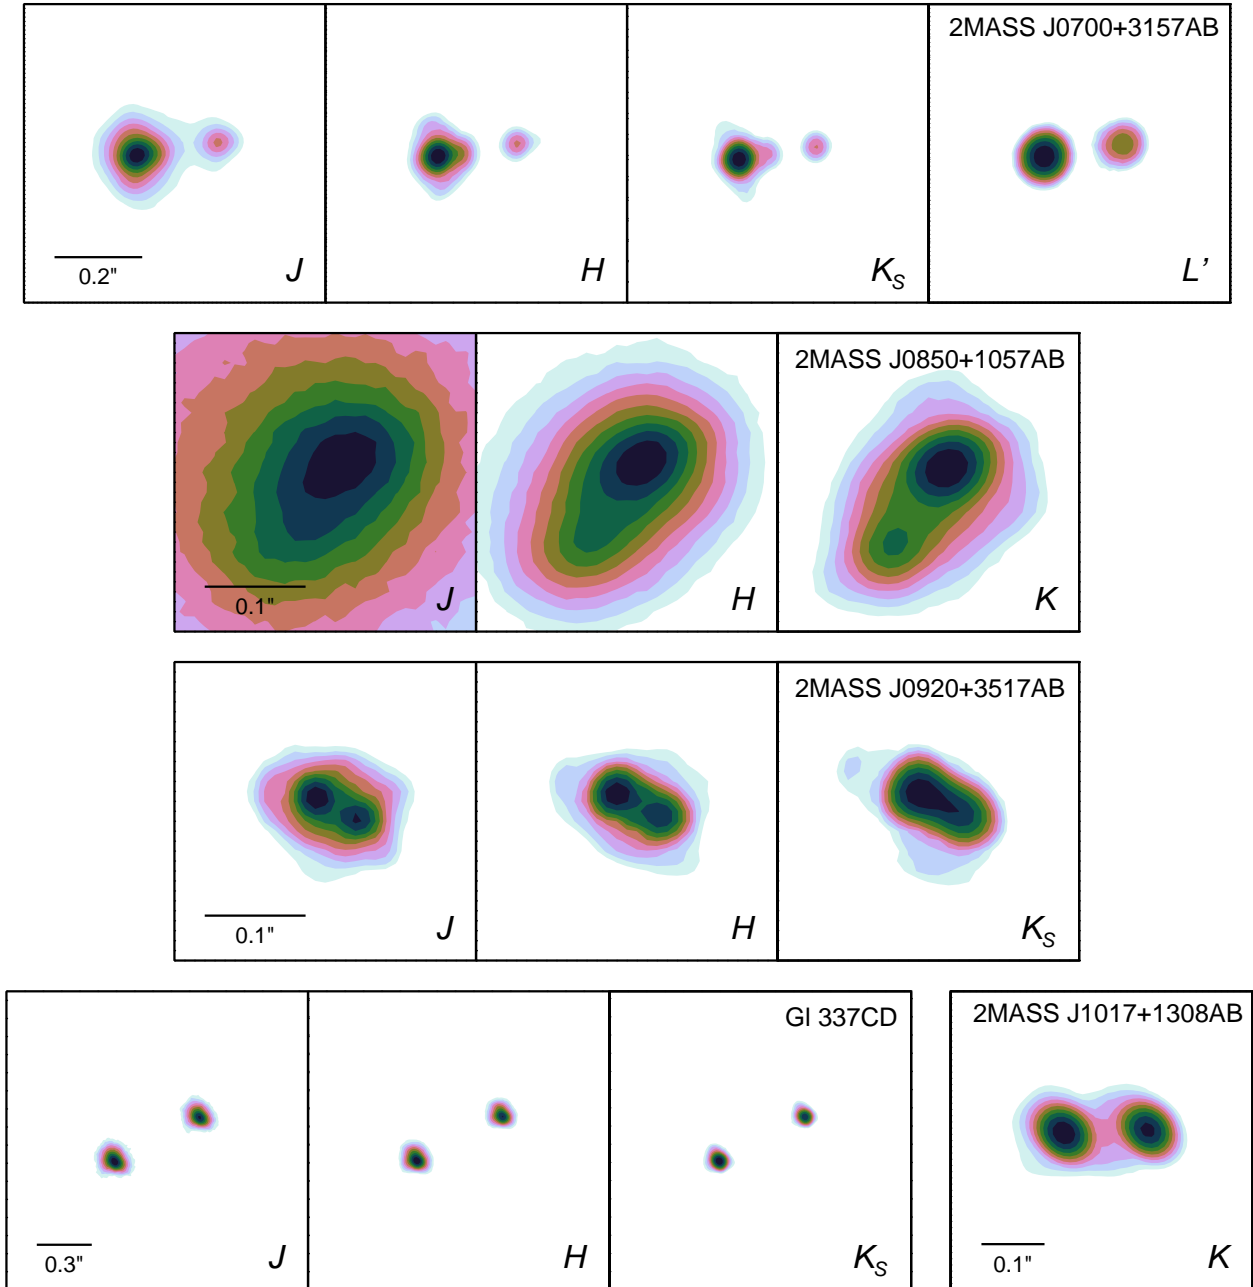 2MASS J0700+3157AB
0.2"
J
H
K_S
L’
2MASS J0850+1057AB
0.1"
J
H
K
2MASS J0920+3517AB
0.1"
J
H
K_S
Gl 337CD
2MASS J1017+1308AB
0.3"
J
H
K_S
0.1"
K